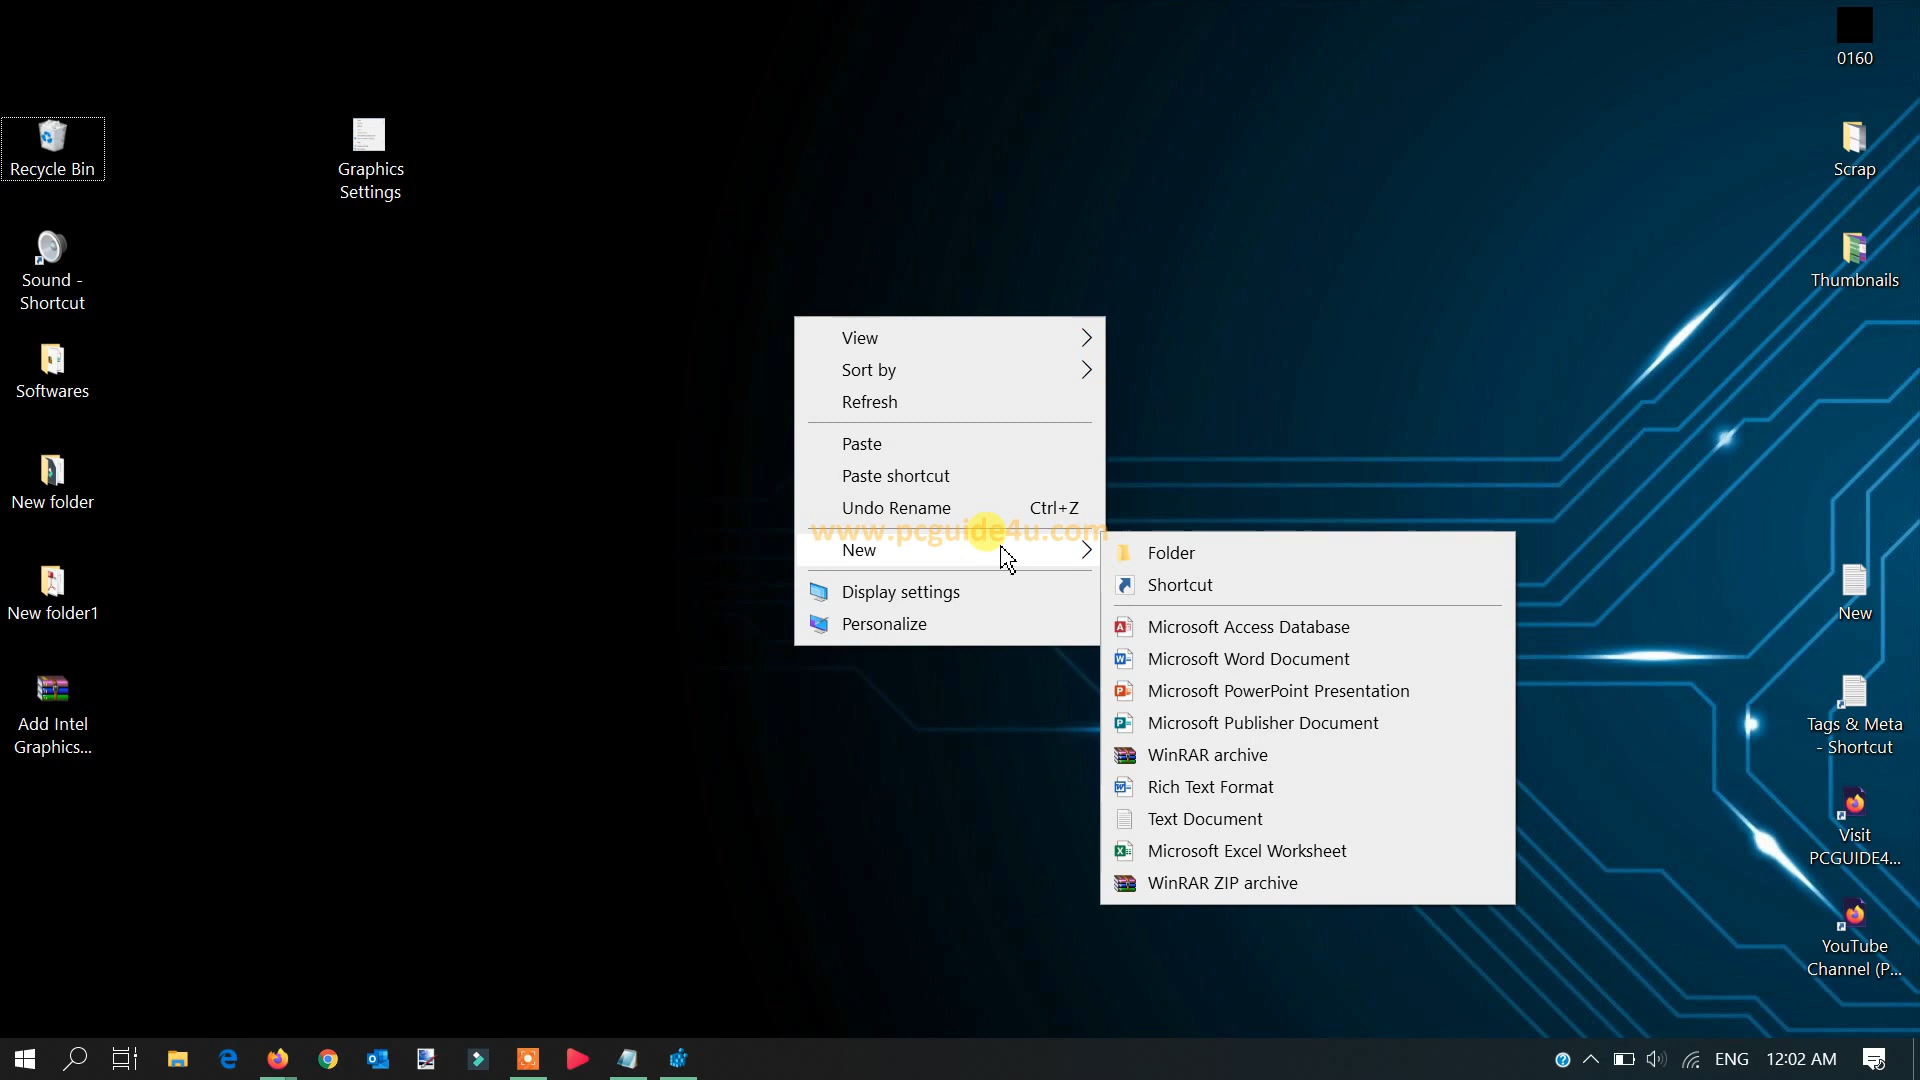 0160
Recycle Bin
Graphics
Settings
Scrap
Sound -
Shortcut
Thumbnails
Softwares
New folder
New folder1
Add Intel
Graphics...
View
Sort by
Refresh
Paste
Paste shortcut
Undo Rename Ctrl+Z
www.pcguide4u.com
New
Display settings
Personalize
Folder
Shortcut
Microsoft Access Database
Microsoft Word Document
Microsoft PowerPoint Presentation
Microsoft Publisher Document
WinRAR archive
Rich Text Format
Text Document
Microsoft Excel Worksheet
WinRAR ZIP archive
New
Tags & Meta
- Shortcut
Visit
PCGUIDE4...
YouTube
Channel (P...
ENG 12:02 AM